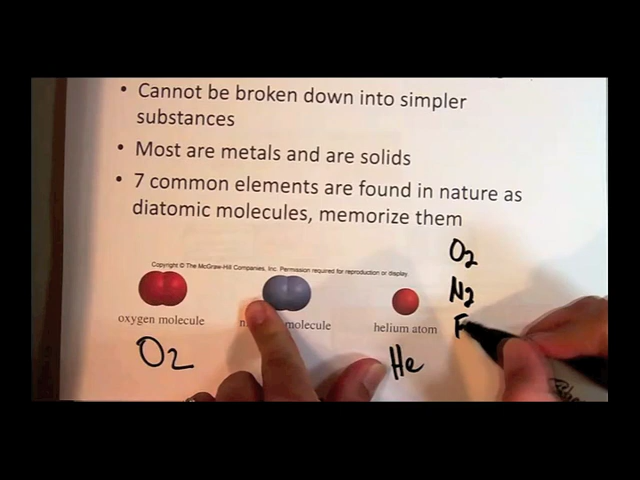 • Cannot be broken down into simpler
substances
• Most are metals and are solids
• 7 common elements are found in nature as
diatomic molecules, memorize them
Copyright © The McGraw-Hill Companies, Inc. Permission required for reproduction or display.
oxygen molecule
molecule
helium atom
O2
He
O2
N2
F